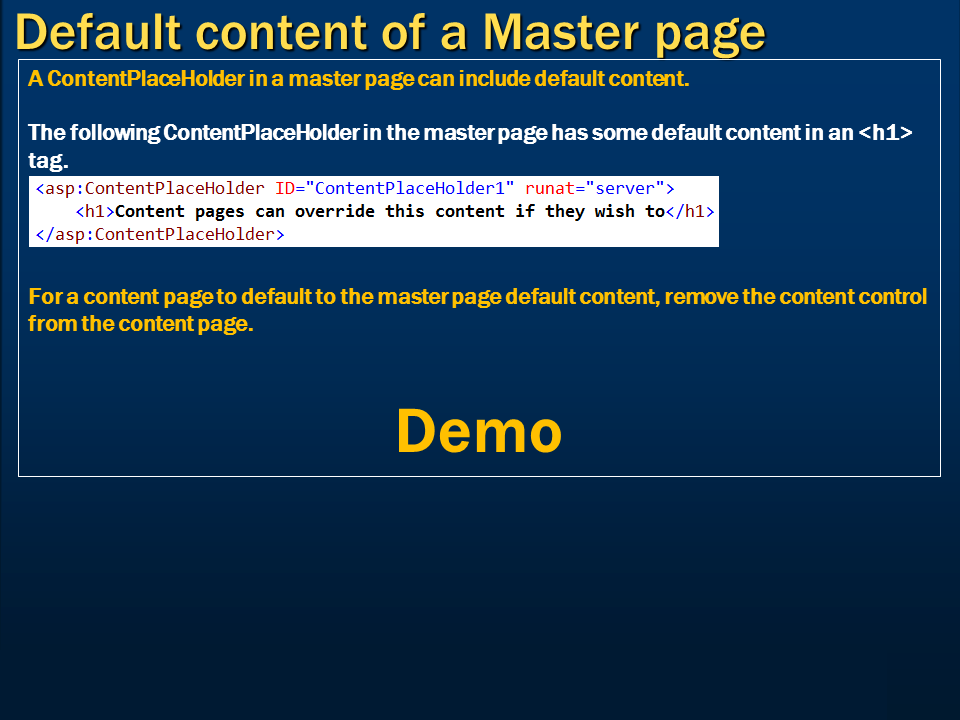 Default content of a Master page
A ContentPlaceHolder in a master page can include default content.
The following ContentPlaceHolder in the master page has some default content in an <h1>
tag.
<asp:ContentPlaceHolder ID="ContentPlaceHolder1" runat="server">
<h1>Content pages can override this content if they wish to</h1>
</asp:ContentPlaceHolder>
For a content page to default to the master page default content, remove the content control
from the content page.
Demo